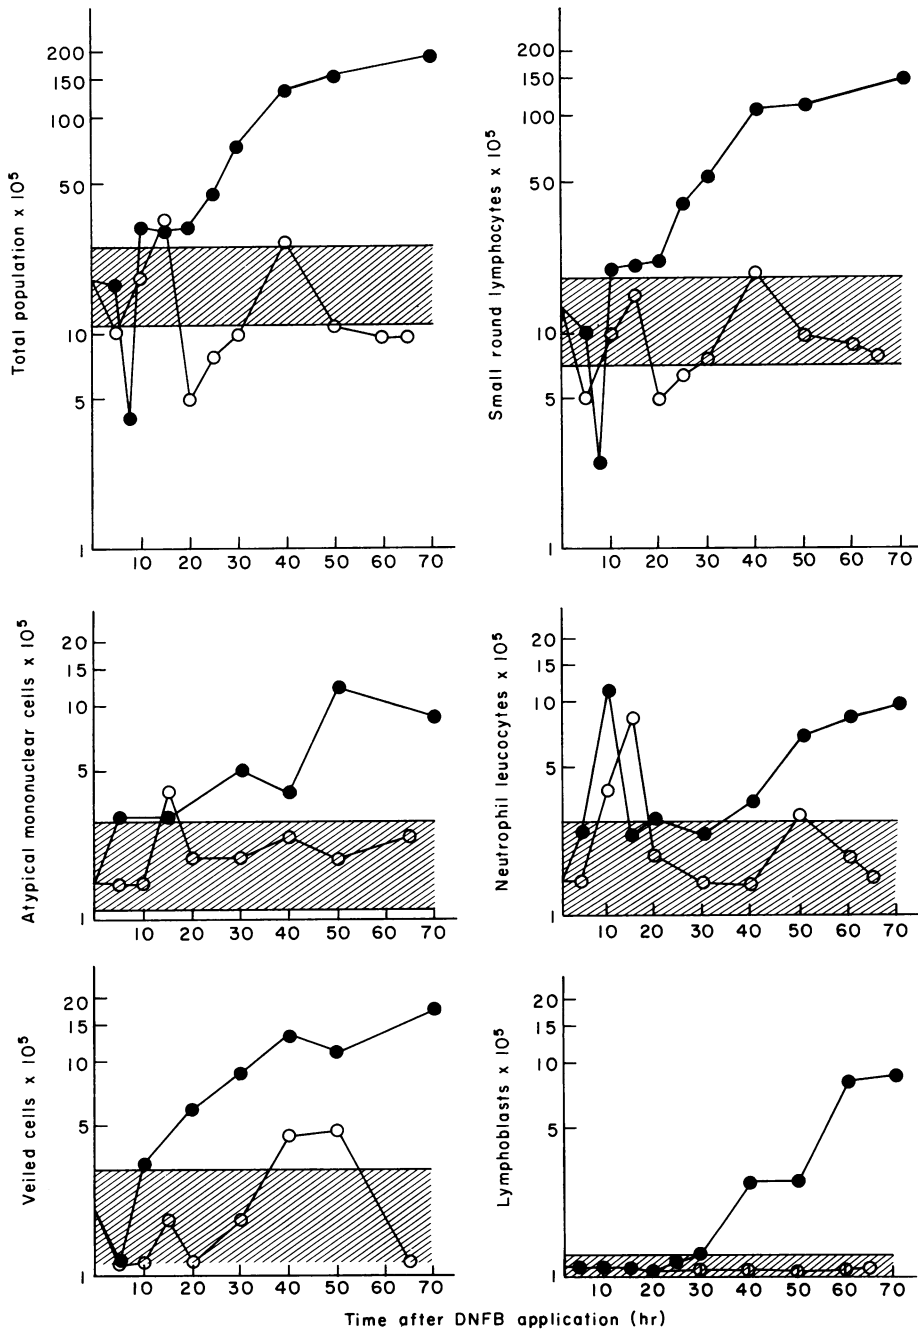 Total population x 10⁵
200
150
100
50
10
5
1
10 20 30 40 50 60 70
Small round lymphocytes x 10⁵
200
150
100
50
10
5
1
10 20 30 40 50 60 70
Atypical mononuclear cells x 10⁵
20
15
10
5
1
10 20 30 40 50 60 70
Neutrophil leucocytes x 10⁵
20
15
10
5
1
10 20 30 40 50 60 70
Veiled cells x 10⁵
20
15
10
5
1
10 20 30 40 50 60 70
Lymphoblasts x 10⁵
20
15
10
5
1
10 20 30 40 50 60 70
Time after DNFB application (hr)